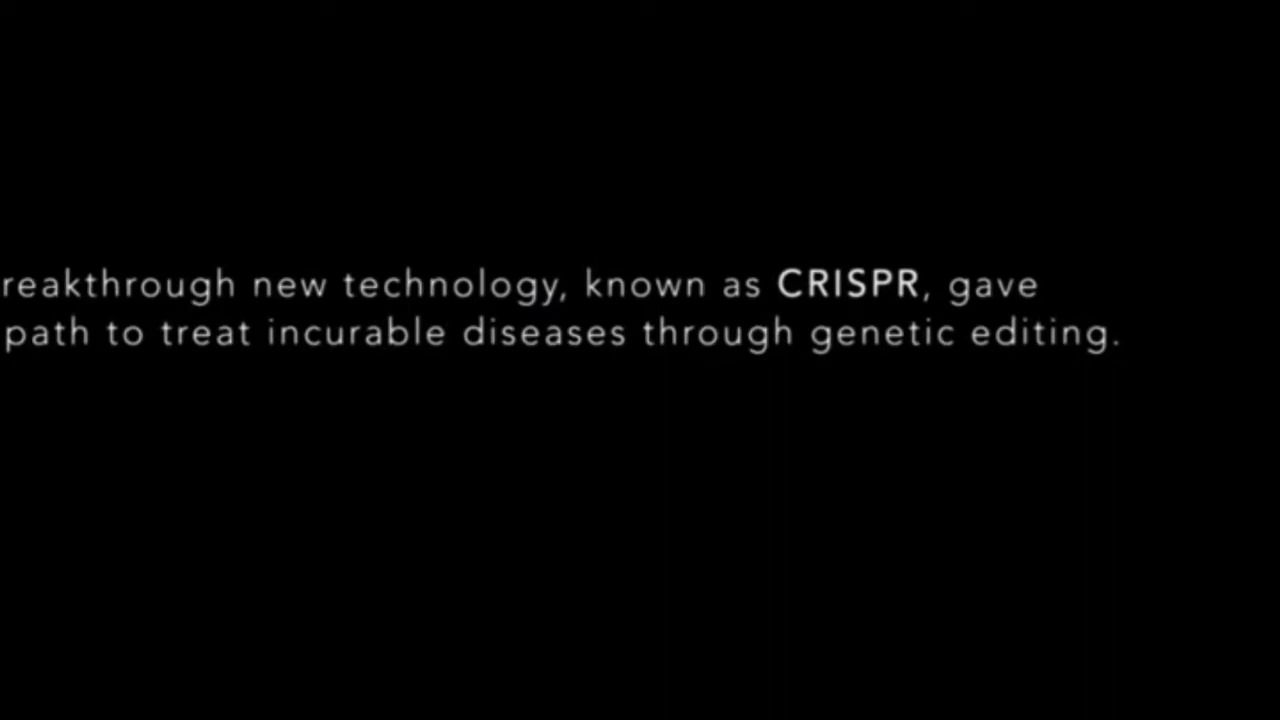 reakthrough new technology, known as CRISPR, gave
path to treat incurable diseases through genetic editing.